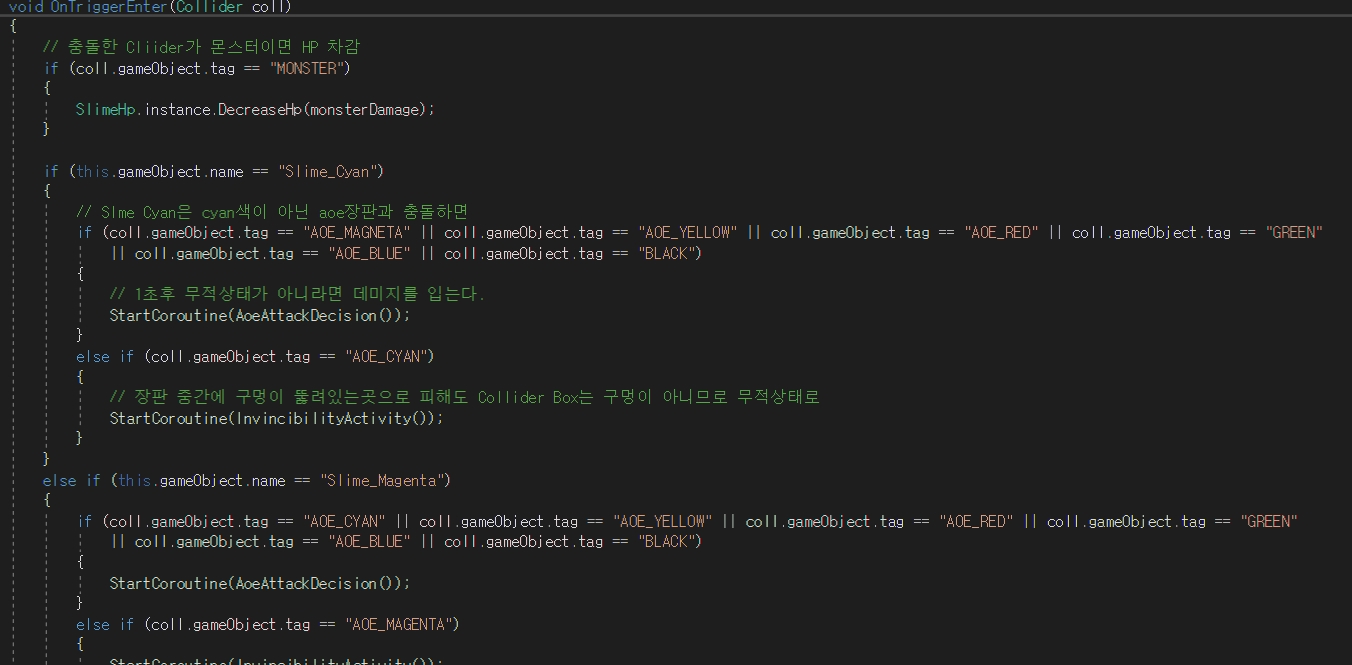 void OnTriggerEnter(Collider coll)
{
// 충돌한 Cliider가 몬스터이면 HP 차감
if (coll.gameObject.tag == "MONSTER")
{
SlimeHp.instance.DecreaseHp(monsterDamage);
}
if (this.gameObject.name == "Slime_Cyan")
{
// Slme Cyan은 cyan색이 아닌 aoe장판과 충돌하면
if (coll.gameObject.tag == "AOE_MAGNETA" || coll.gameObject.tag == "AOE_YELLOW" || coll.gameObject.tag == "AOE_RED" || coll.gameObject.tag == "GREEN"
|| coll.gameObject.tag == "AOE_BLUE" || coll.gameObject.tag == "BLACK")
{
// 1초후 무적상태가 아니라면 데미지를 입는다.
StartCoroutine(AoeAttackDecision());
}
else if (coll.gameObject.tag == "AOE_CYAN")
{
// 장판 중간에 구멍이 뚫려있는곳으로 피해도 Collider Box는 구멍이 아니므로 무적상태로
StartCoroutine(InvincibilityActivity());
}
}
else if (this.gameObject.name == "Slime_Magenta")
{
if (coll.gameObject.tag == "AOE_CYAN" || coll.gameObject.tag == "AOE_YELLOW" || coll.gameObject.tag == "AOE_RED" || coll.gameObject.tag == "GREEN"
|| coll.gameObject.tag == "AOE_BLUE" || coll.gameObject.tag == "BLACK")
{
StartCoroutine(AoeAttackDecision());
}
else if (coll.gameObject.tag == "AOE_MAGENTA")
{
StartCoroutine(InvincibilityActivity());